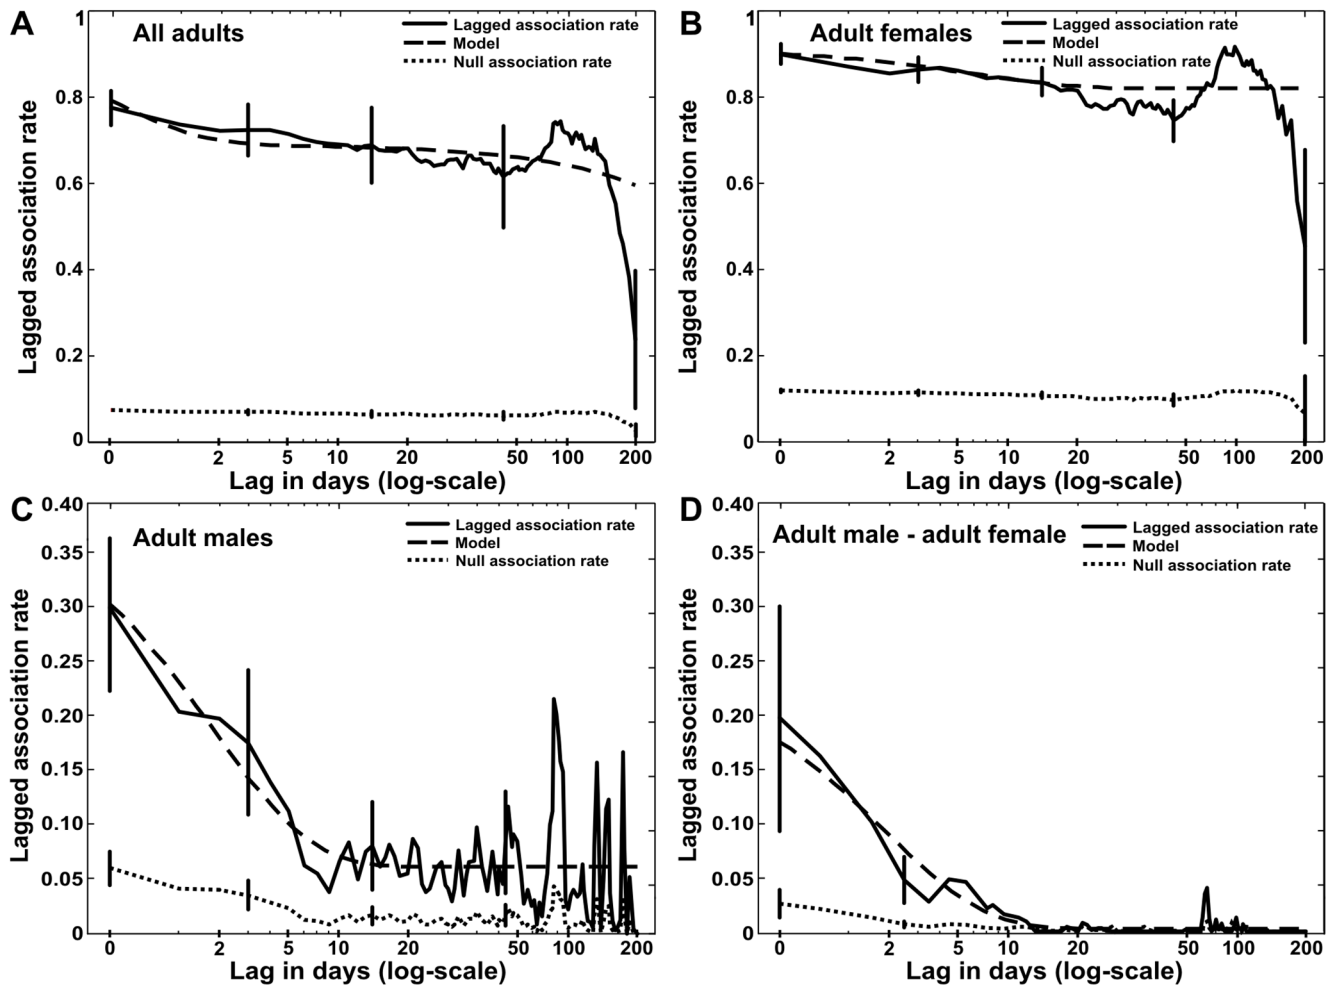 A
All adults
Lagged association rate
Model
Null association rate
Lagged association rate
1
0.8
0.6
0.4
0.2
0
0 2 5 10 20 50 100 200
Lag in days (log-scale)
B
Adult females
Lagged association rate
Model
Null association rate
Lagged association rate
1
0.8
0.6
0.4
0.2
0
0 2 5 10 20 50 100 200
Lag in days (log-scale)
C
Adult males
Lagged association rate
Model
Null association rate
Lagged association rate
0.40
0.35
0.30
0.25
0.20
0.15
0.10
0.05
0
0 2 5 10 20 50 100 200
Lag in days (log-scale)
D
Adult male - adult female
Lagged association rate
Model
Null association rate
Lagged association rate
0.40
0.35
0.30
0.25
0.20
0.15
0.10
0.05
0
0 2 5 10 20 50 100 200
Lag in days (log-scale)